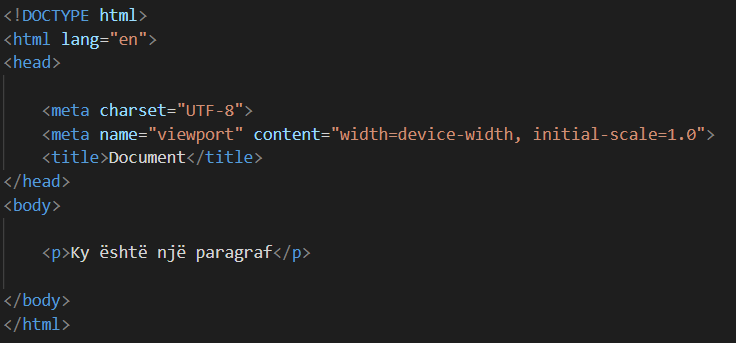 <!DOCTYPE html>
<html lang="en">
<head>
<meta charset="UTF-8">
<meta name="viewport" content="width=device-width, initial-scale=1.0">
<title>Document</title>
</head>
<body>
<p>Ky është një paragraf</p>
</body>
</html>